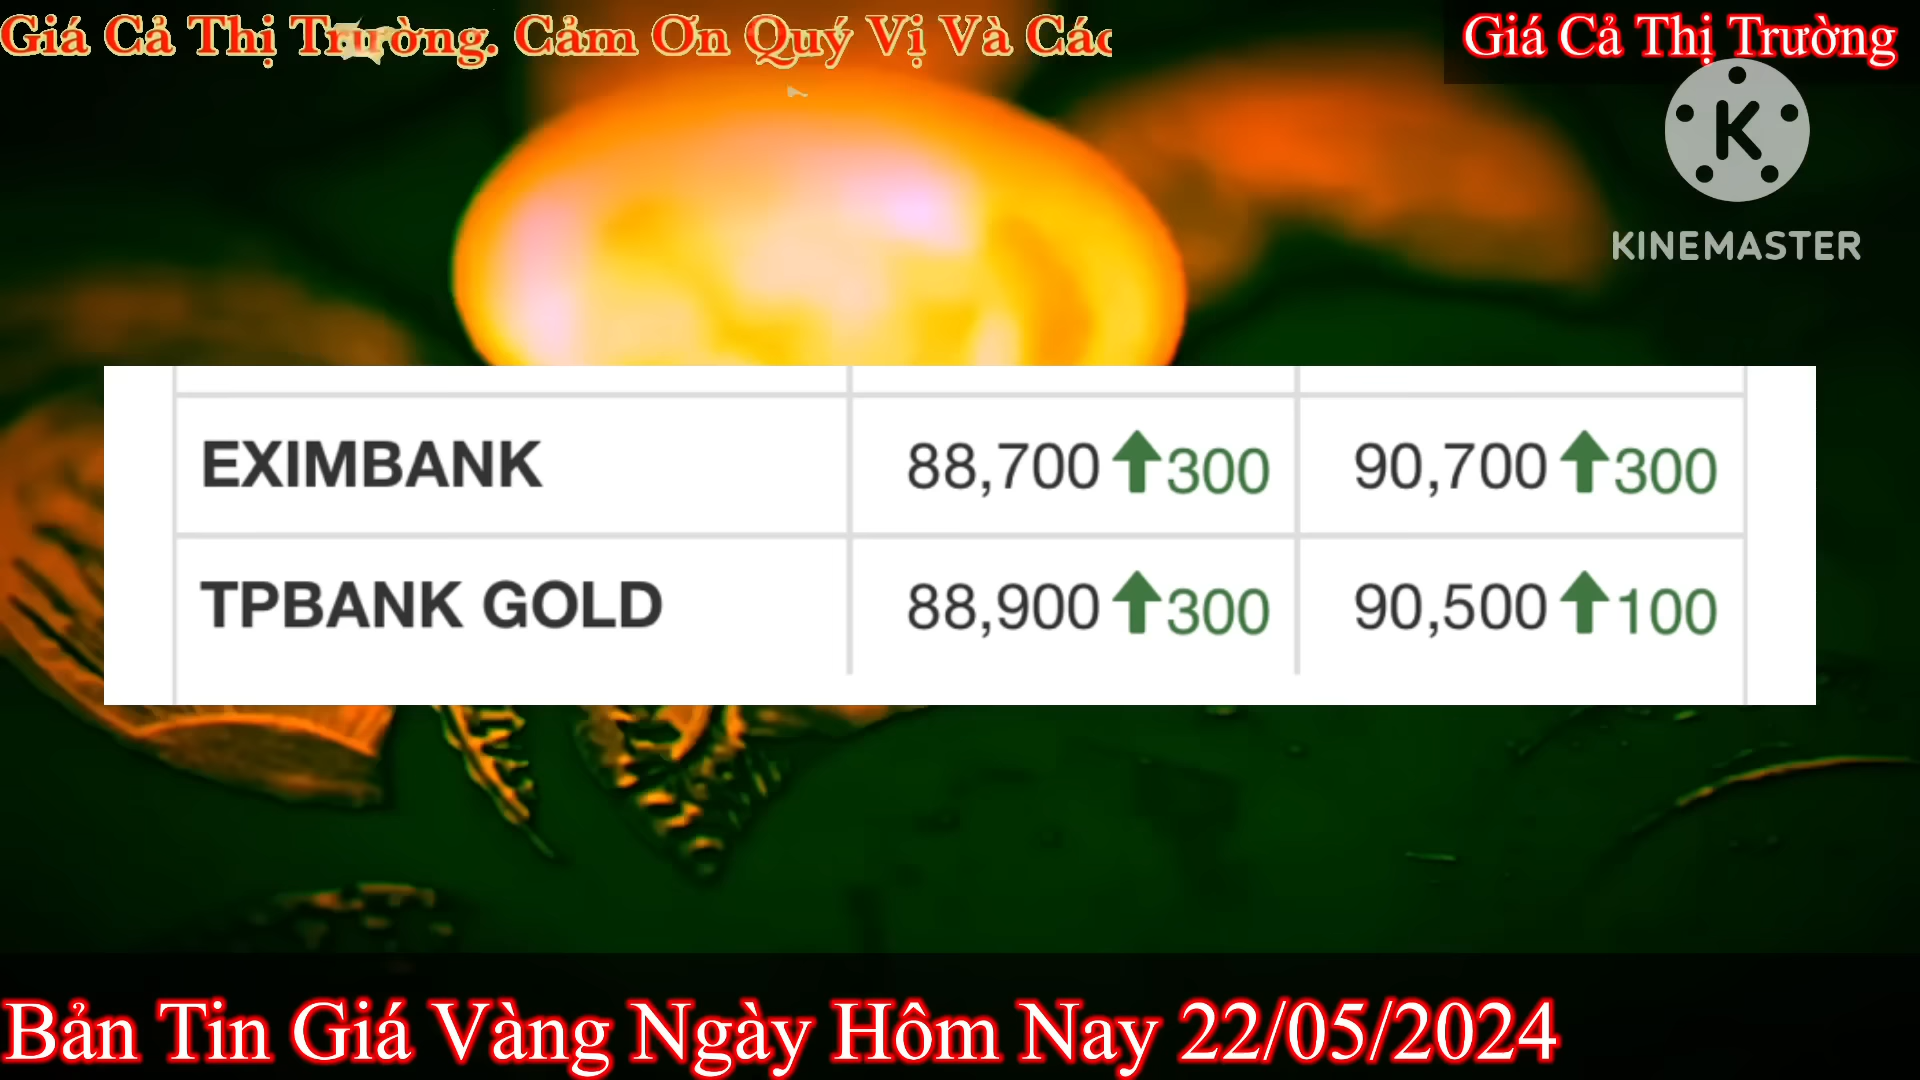 Giá Cả Thị Trường. Cảm Ơn Quý Vị Và Các
Giá Cả Thị Trường
K
KINEMASTER
EXIMBANK 88,700 ↑300 90,700 ↑300
TPBANK GOLD 88,900 ↑300 90,500 ↑100
Bản Tin Giá Vàng Ngày Hôm Nay 22/05/2024